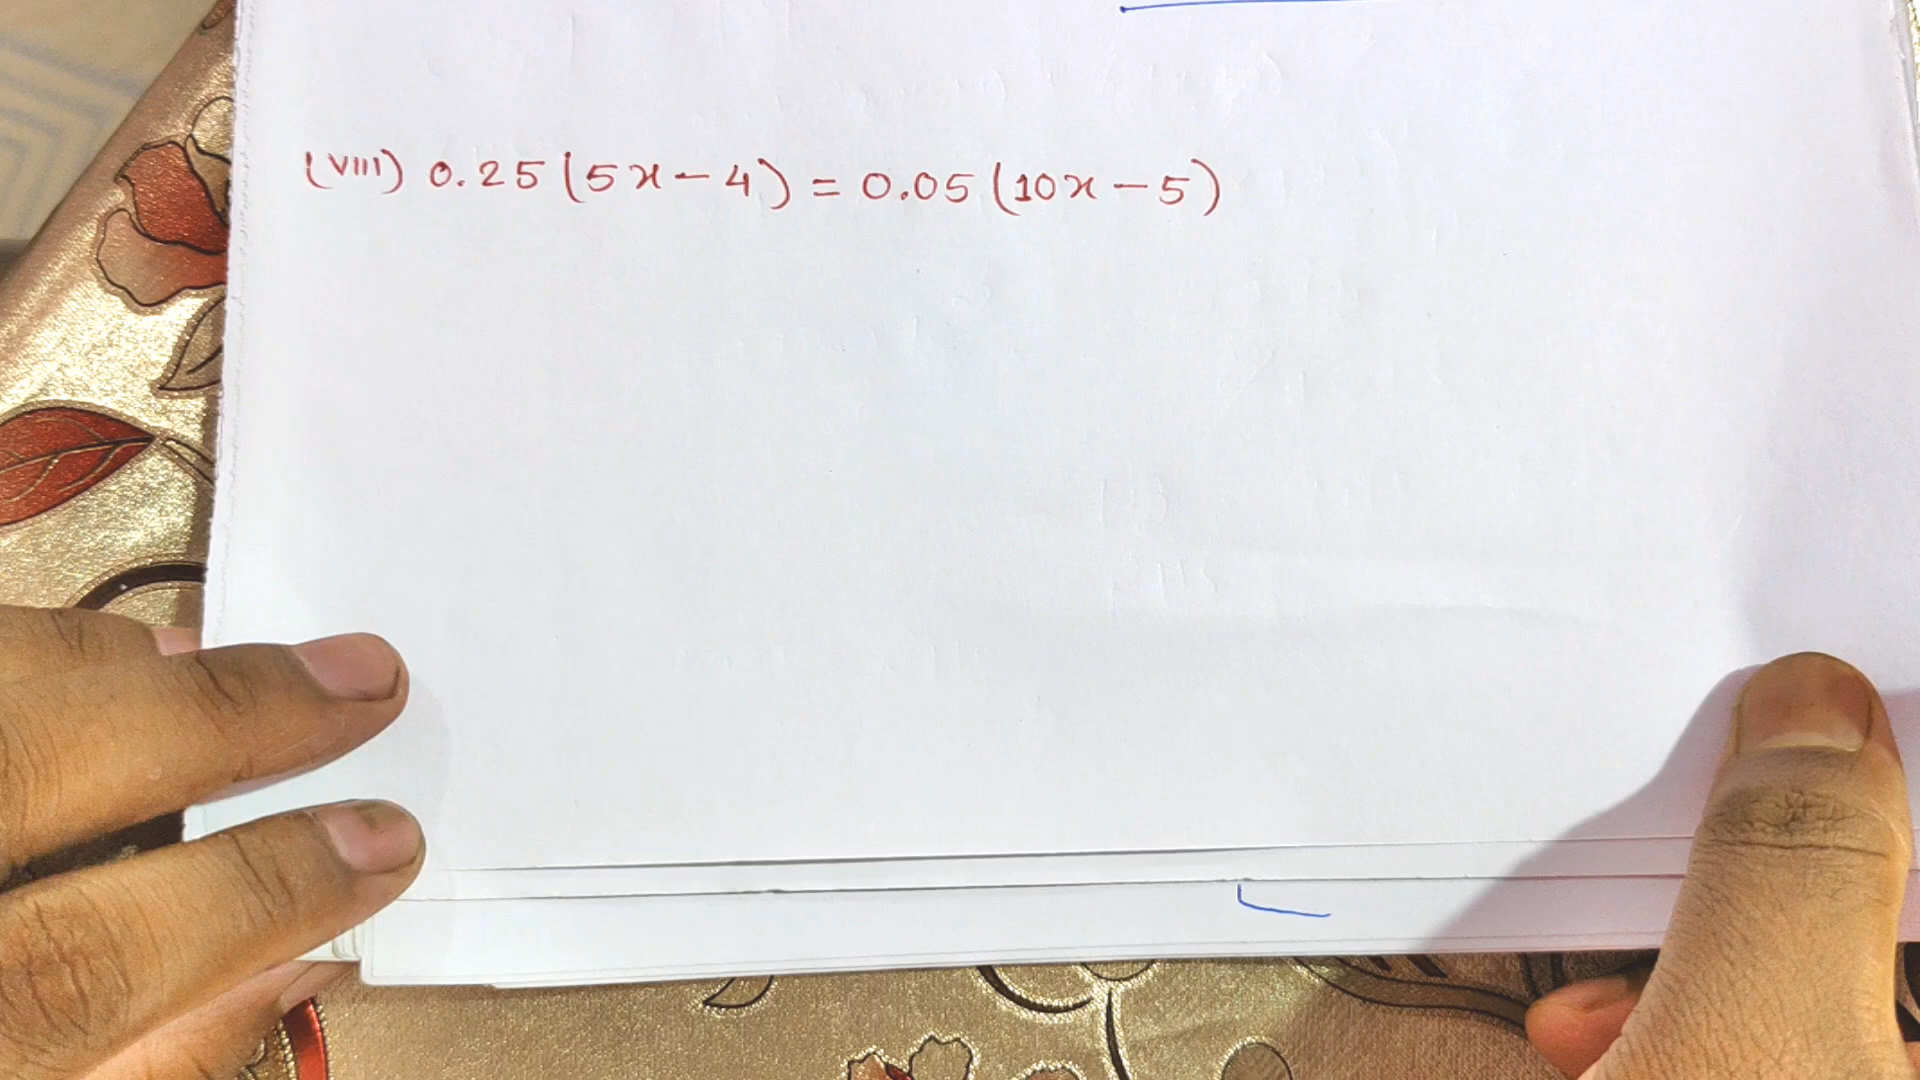 (VIII) 0.25 (5x - 4) = 0.05 (10x - 5)